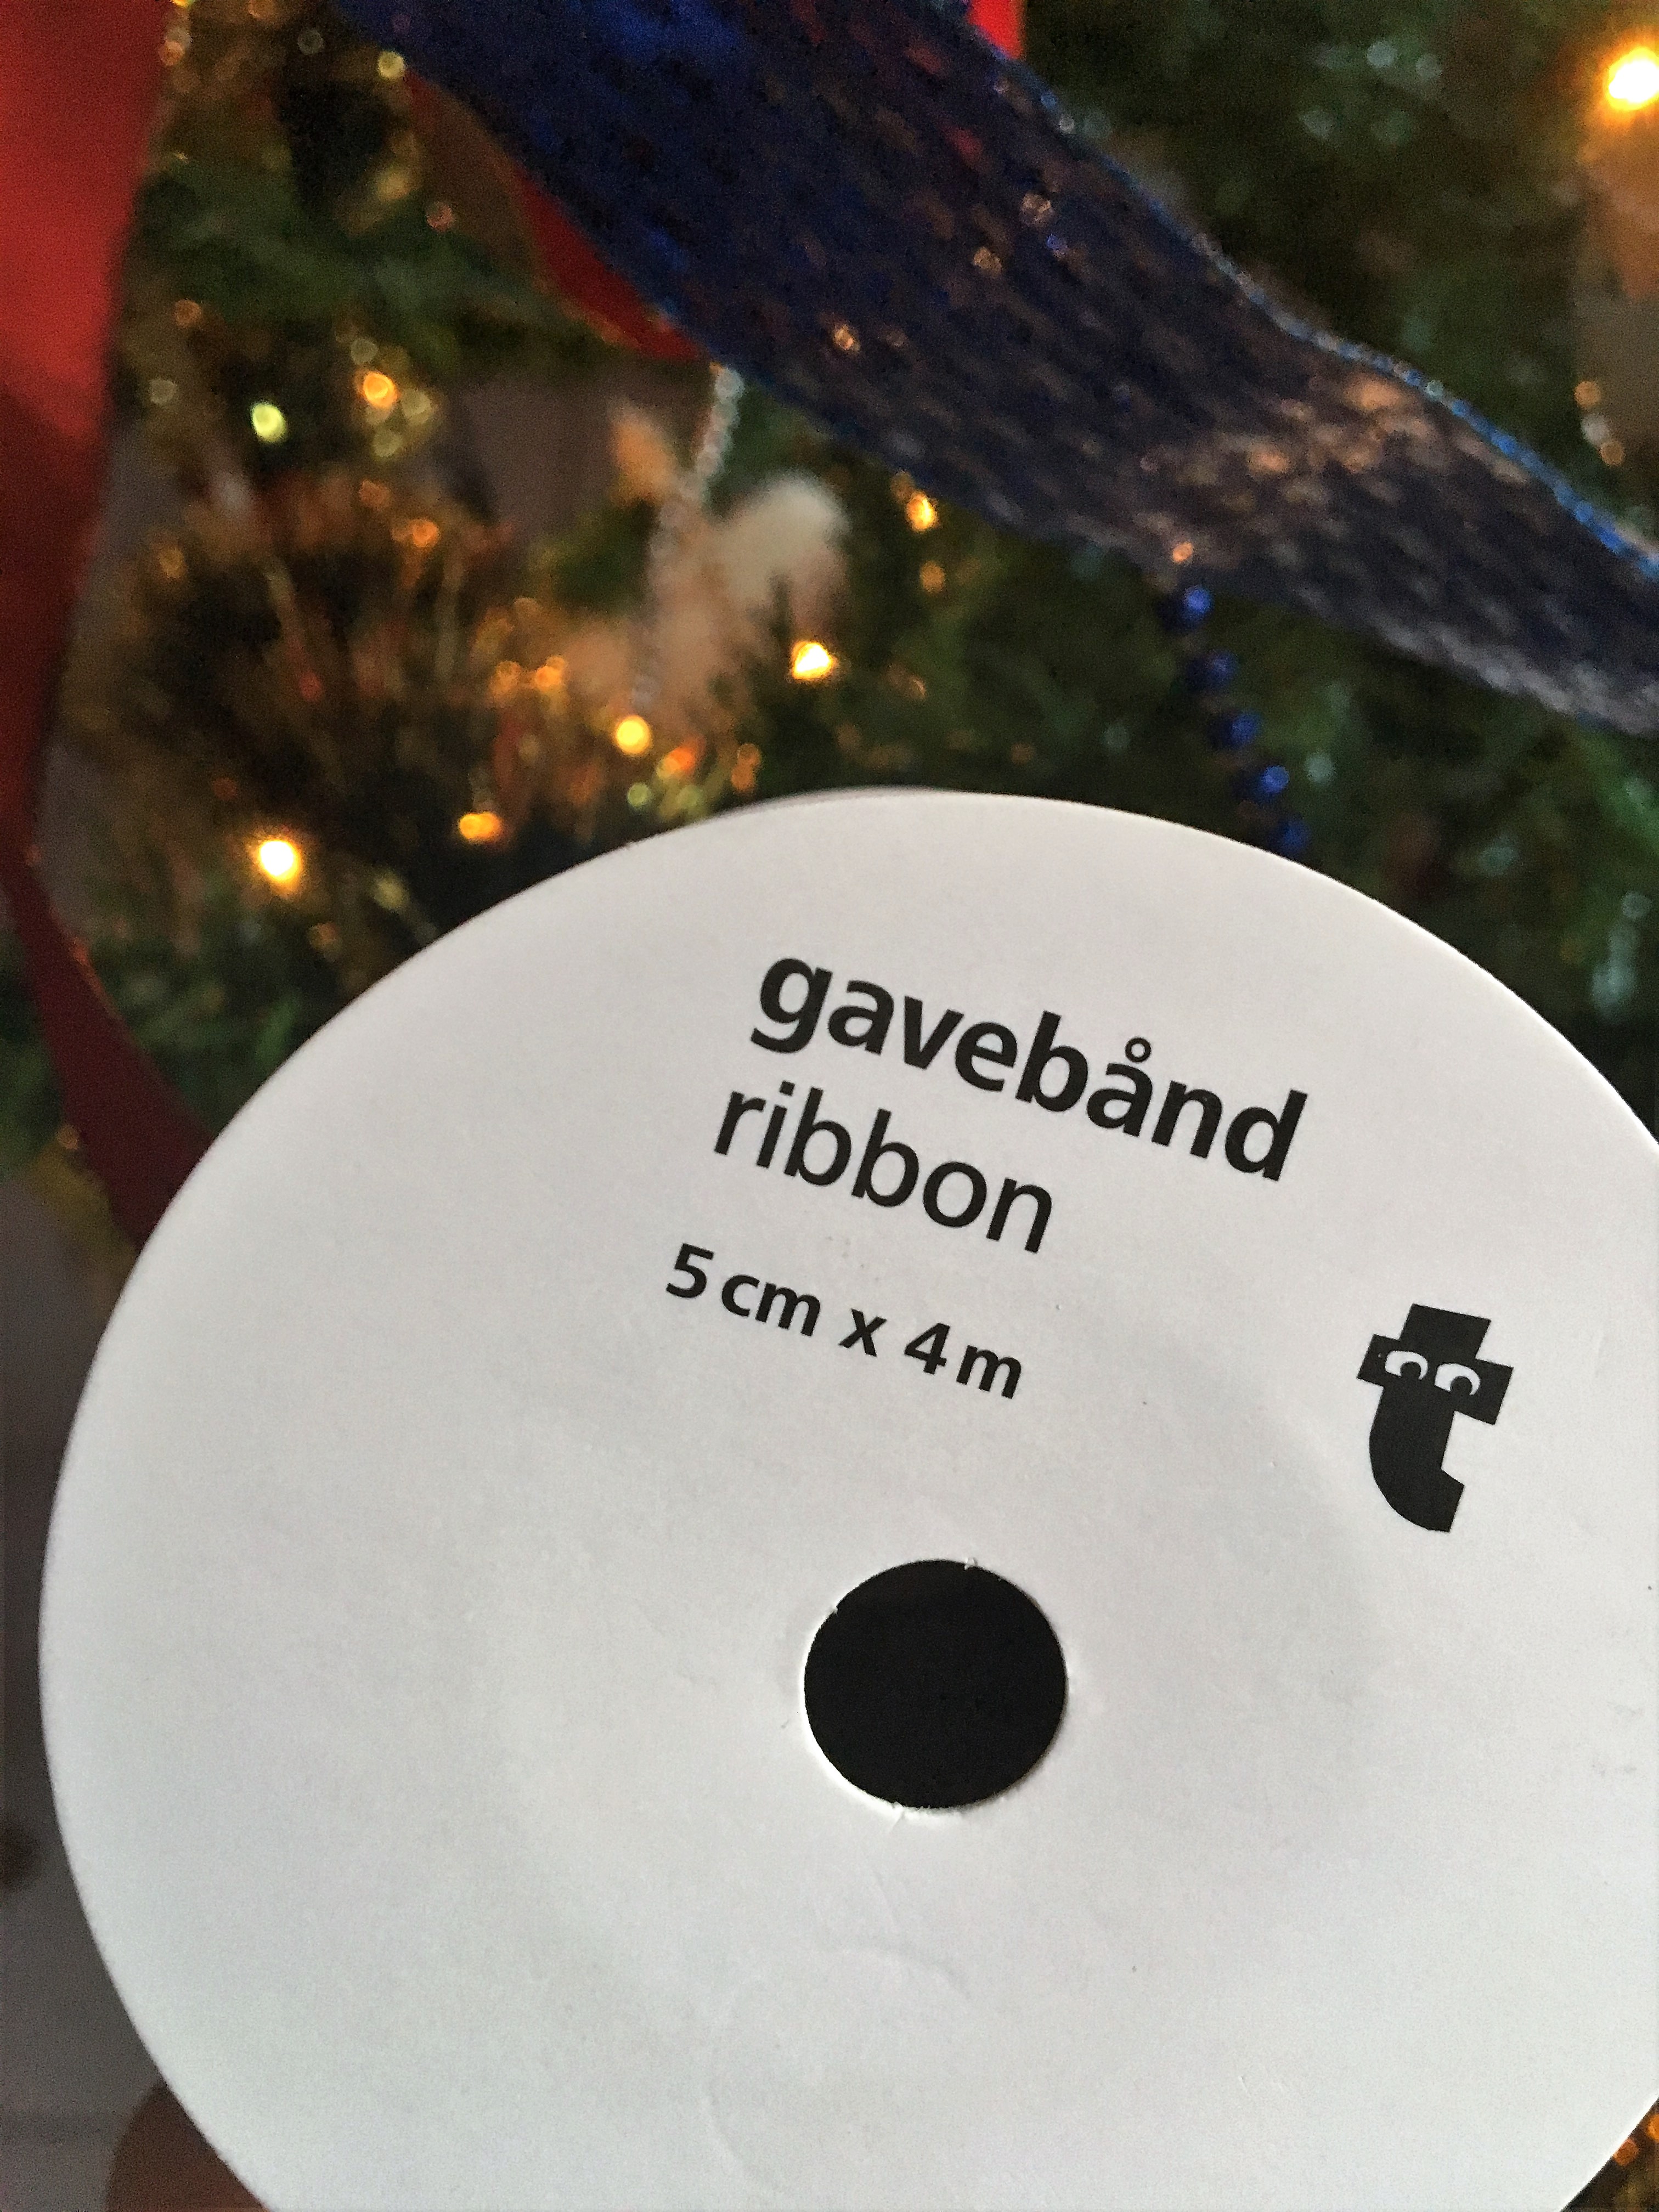 gavebånd
ribbon
5 cm x 4 m
t